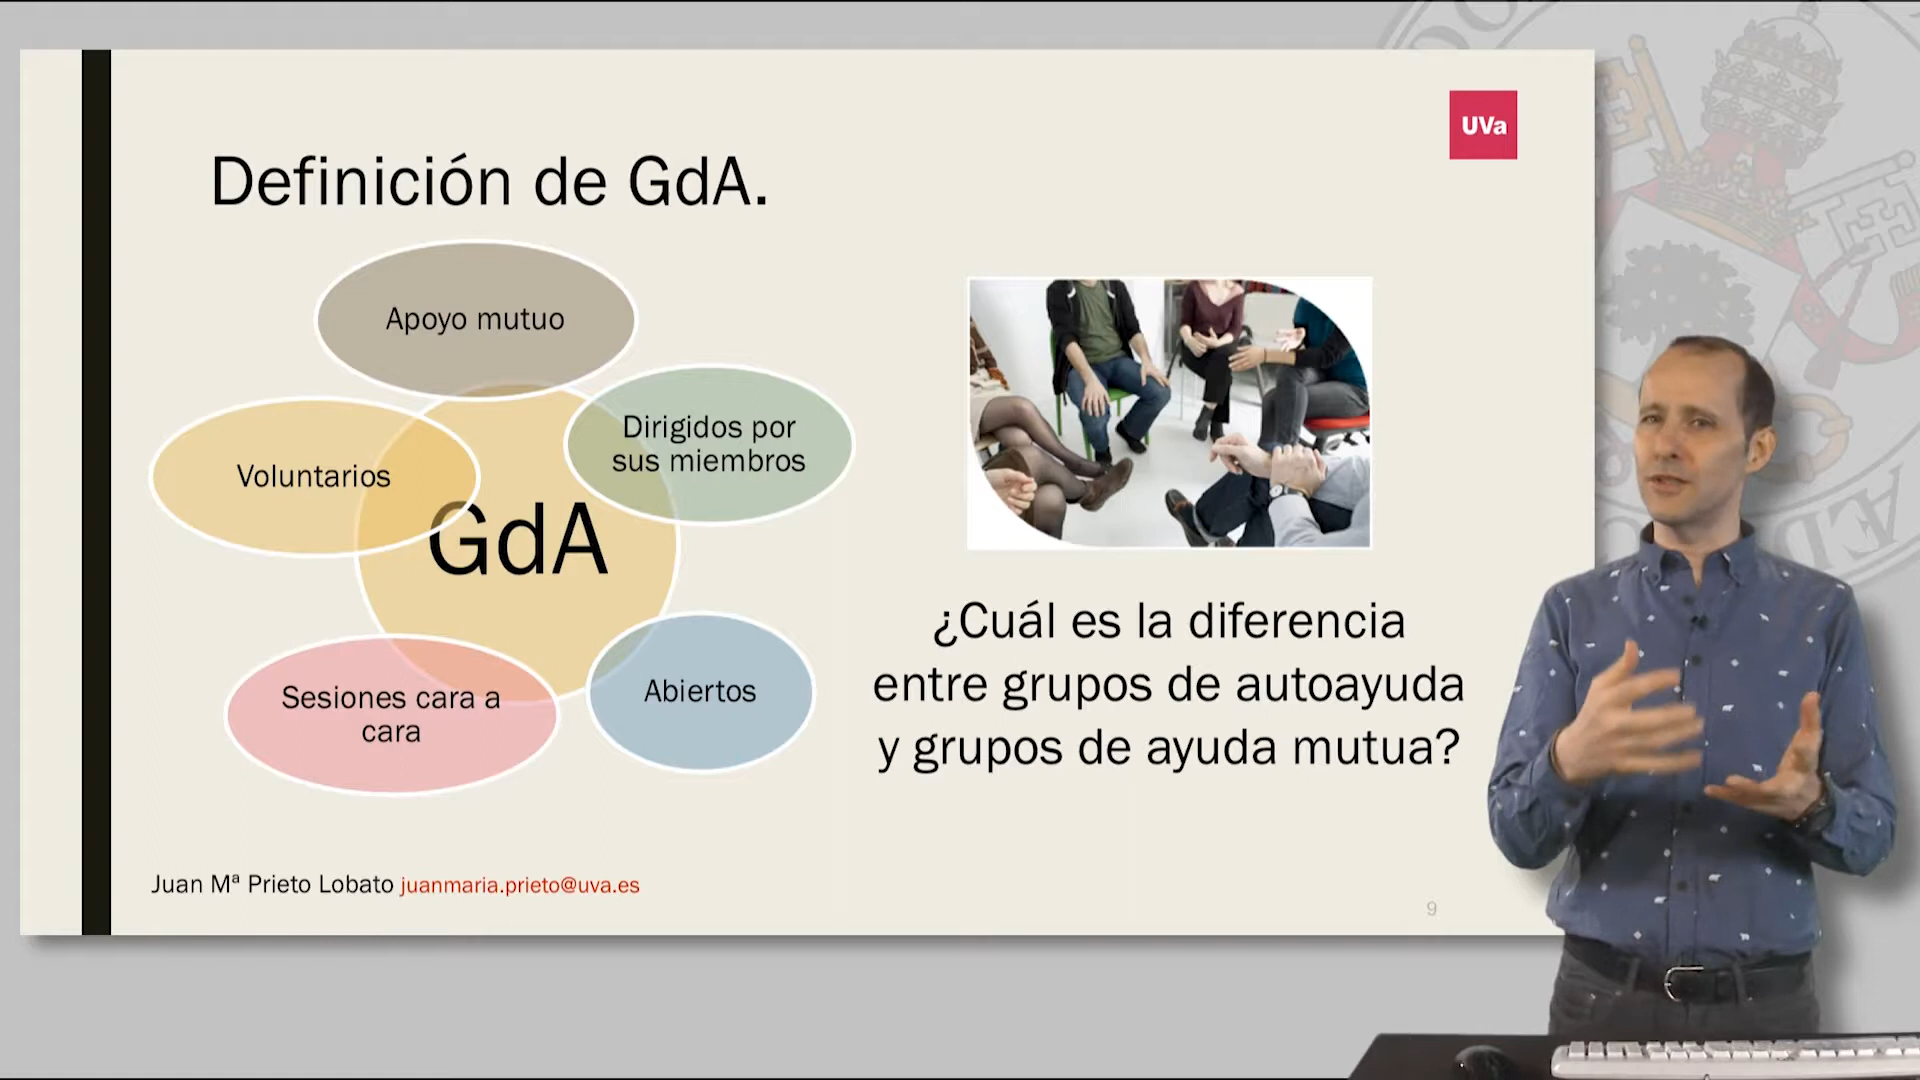 UVa
Definición de GdA.
Apoyo mutuo
Dirigidos por
sus miembros
Voluntarios
GdA
Sesiones cara a
cara
Abiertos
¿Cuál es la diferencia
entre grupos de autoayuda
y grupos de ayuda mutua?
Juan Mª Prieto Lobato juanmaria.prieto@uva.es
9